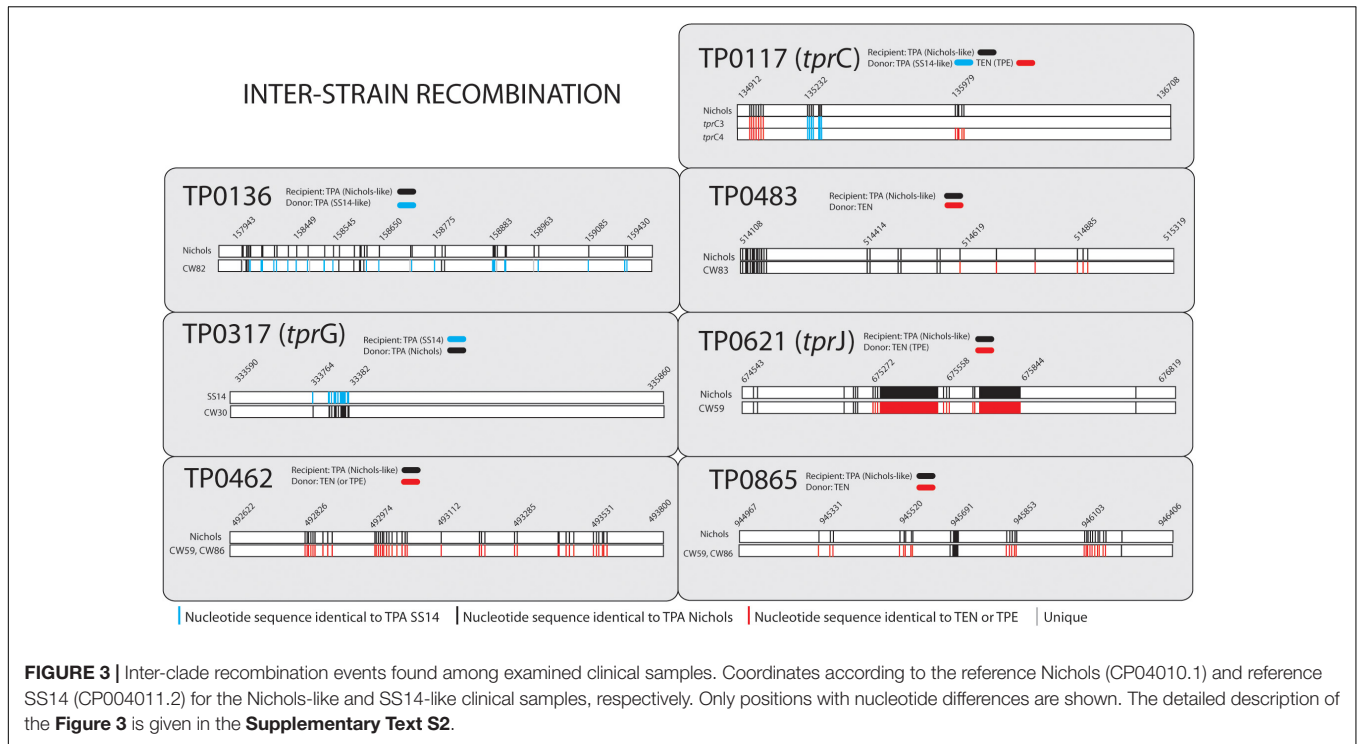 INTER-STRAIN RECOMBINATION
TP0117 (tprC)
Recipient: TPA (Nichols-like)
Donor: TPA (SS14-like) TEN (TPE)
134912 135232 135979 136708
Nichols
tprC3
tprC4
TP0136
Recipient: TPA (Nichols-like)
Donor: TPA (SS14-like)
157943 158449 158545 158650 158775 158883 158963 159085 159430
Nichols
CW82
TP0483
Recipient: TPA (Nichols-like)
Donor: TEN
514108 514414 514619 514885 515319
Nichols
CW83
TP0317 (tprG)
Recipient: TPA (SS14)
Donor: TPA (Nichols)
333590 333764 33382 335860
SS14
CW30
TP0621 (tprJ)
Recipient: TPA (Nichols-like)
Donor: TEN (TPE)
674543 675272 675558 675844 676819
Nichols
CW59
TP0462
Recipient: TPA (Nichols-like)
Donor: TEN (or TPE)
492622 492826 492974 493112 493285 493531 493800
Nichols
CW59, CW86
TP0865
Recipient: TPA (Nichols-like)
Donor: TEN
944967 945331 945520 945691 945853 946103 946406
Nichols
CW59, CW86
Nucleotide sequence identical to TPA SS14 Nucleotide sequence identical to TPA Nichols Nucleotide sequence identical to TEN or TPE Unique
FIGURE 3 | Inter-clade recombination events found among examined clinical samples. Coordinates according to the reference Nichols (CP04010.1) and reference
SS14 (CP004011.2) for the Nichols-like and SS14-like clinical samples, respectively. Only positions with nucleotide differences are shown. The detailed description of
the Figure 3 is given in the Supplementary Text S2.